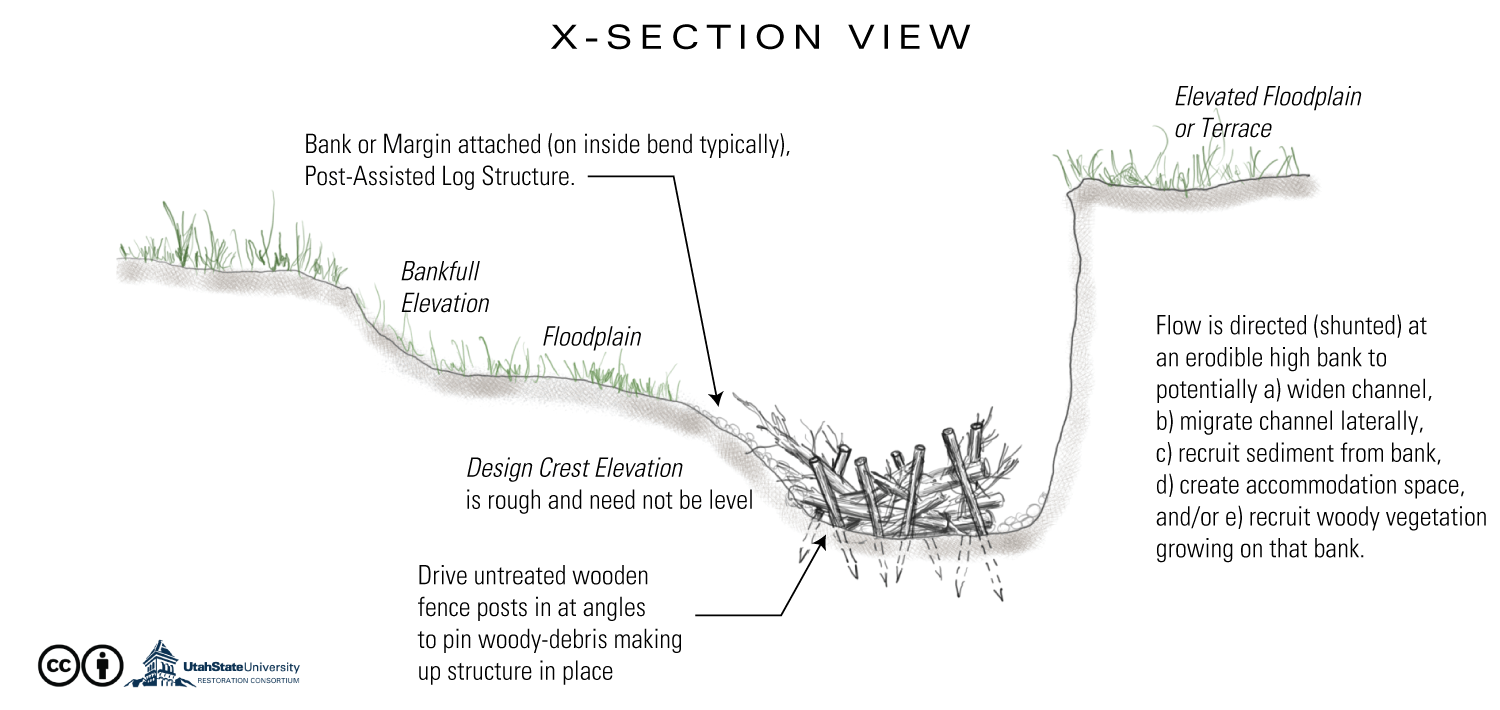 X-SECTION VIEW
Elevated Floodplain
or Terrace
Bank or Margin attached (on inside bend typically),
Post-Assisted Log Structure.
Bankfull
Elevation
Floodplain
Flow is directed (shunted) at
an erodible high bank to
potentially a) widen channel,
b) migrate channel laterally,
c) recruit sediment from bank,
d) create accommodation space,
and/or e) recruit woody vegetation
growing on that bank.
Design Crest Elevation
is rough and need not be level
Drive untreated wooden
fence posts in at angles
to pin woody-debris making
up structure in place
cc
UtahStateUniversity
RESTORATION CONSORTIUM